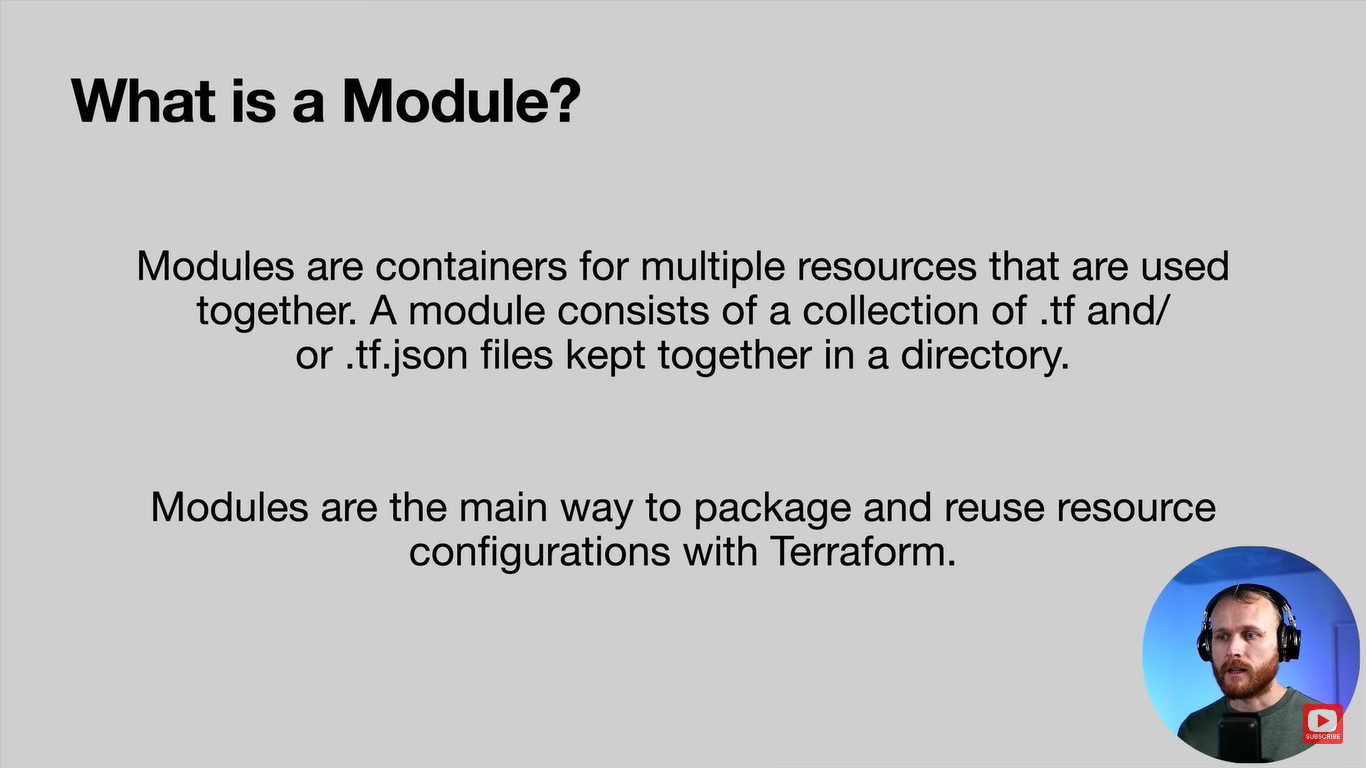 What is a Module?
Modules are containers for multiple resources that are used
together. A module consists of a collection of .tf and/
or .tf.json files kept together in a directory.
Modules are the main way to package and reuse resource
configurations with Terraform.
SUBSCRIBE